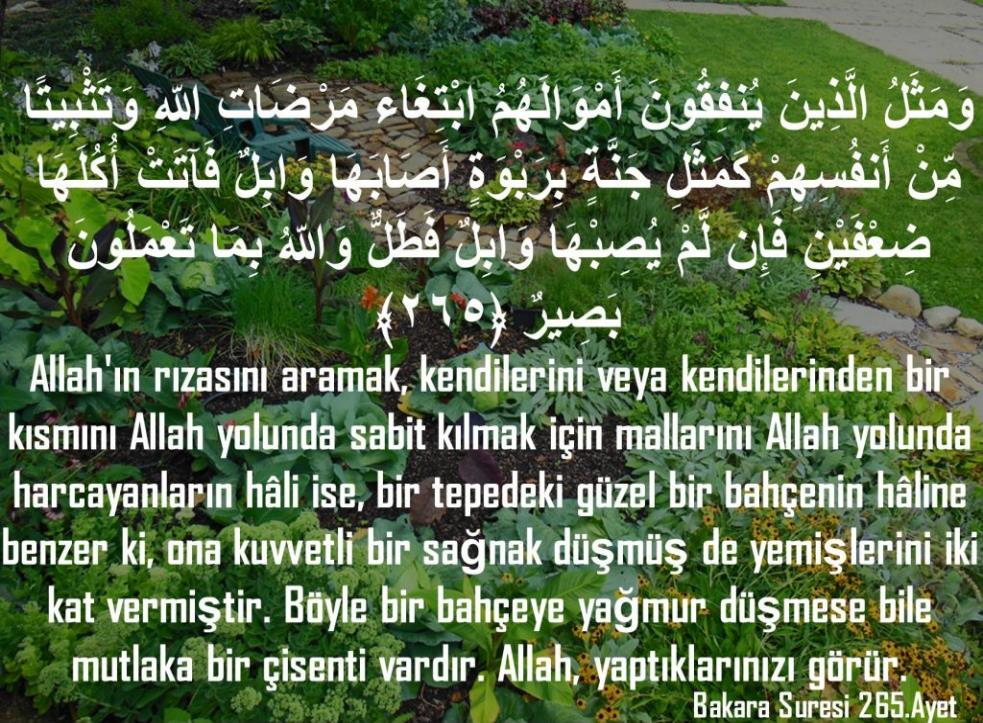 وَمَثَلُ الَّذِينَ يُنفِقُونَ أَمْوَالَهُمُ ابْتِغَاء مَرْضَاتِ اللّهِ وَتَثْبِيتًا
مِّنْ أَنفُسِهِمْ كَمَثَلِ جَنَّةٍ بِرَبْوَةٍ أَصَابَهَا وَابِلٌ فَآتَتْ أُكُلَهَا
ضِعْفَيْنِ فَإِن لَّمْ يُصِبْهَا وَابِلٌ فَطَلٌّ وَاللّهُ بِمَا تَعْمَلُونَ
بَصِيرٌ ﴿٢٦٥﴾
Allah'ın rızasını aramak, kendilerini veya kendilerinden bir
kısmını Allah yolunda sabit kılmak için mallarını Allah yolunda
harcayanların hâli ise, bir tepedeki güzel bir bahçenin hâline
benzer ki, ona kuvvetli bir sağnak düşmüş de yemişlerini iki
kat vermiştir. Böyle bir bahçeye yağmur düşmese bile
mutlaka bir çisenti vardır. Allah, yaptıklarınızı görür.
Bakara Suresi 265.Ayet